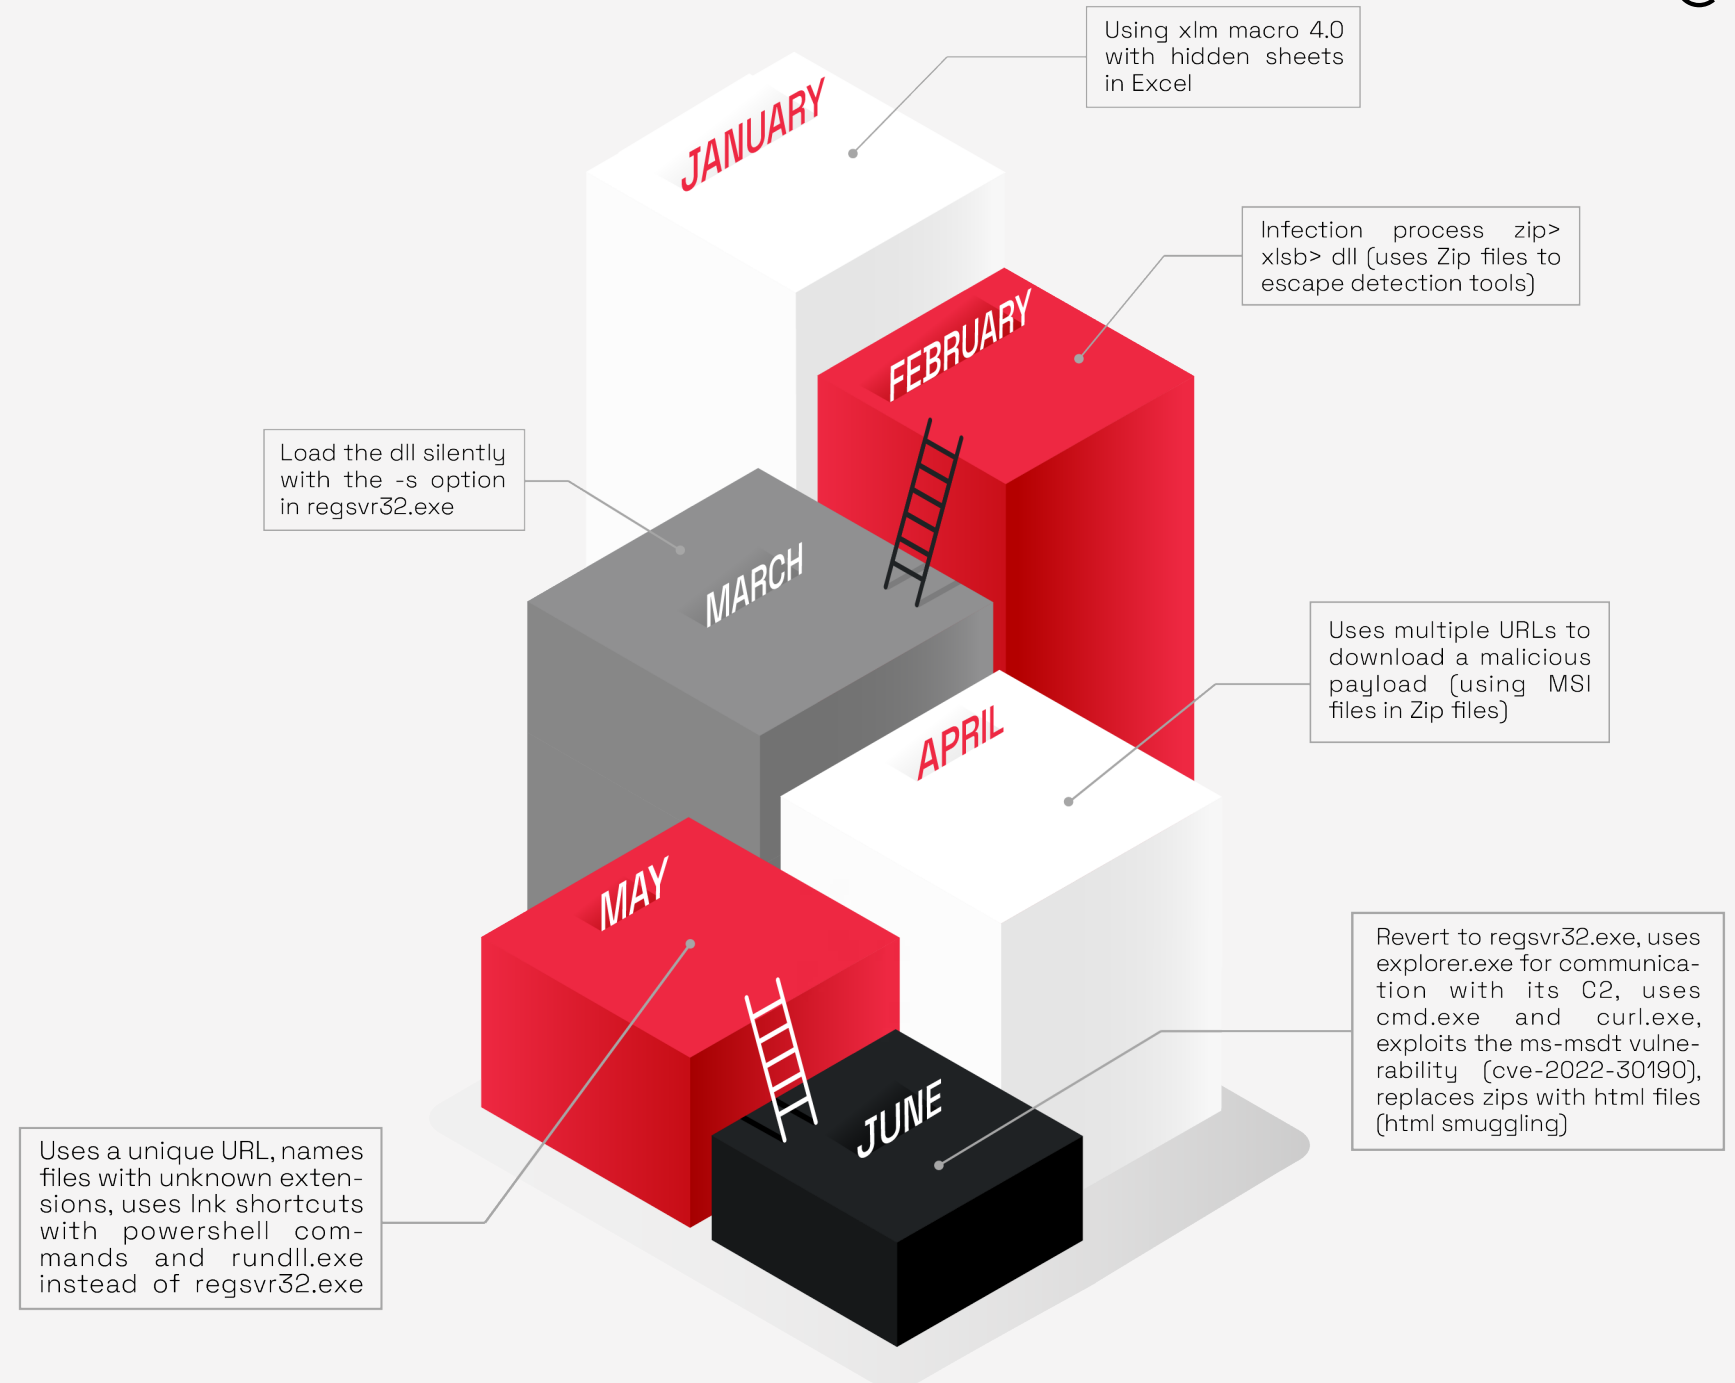 Using xlm macro 4.0
with hidden sheets
in Excel
JANUARY
Infection process zip>
xlsb> dll (uses Zip files to
escape detection tools)
FEBRUARY
Load the dll silently
with the -s option
in regsvr32.exe
MARCH
Uses multiple URLs to
download a malicious
payload (using MSI
files in Zip files)
APRIL
MAY
Revert to regsvr32.exe, uses
explorer.exe for communica-
tion with its C2, uses
cmd.exe and curl.exe,
exploits the ms-msdt vulne-
rability (cve-2022-30190),
replaces zips with html files
(html smuggling)
JUNE
Uses a unique URL, names
files with unknown exten-
sions, uses lnk shortcuts
with powershell com-
mands and rundll.exe
instead of regsvr32.exe